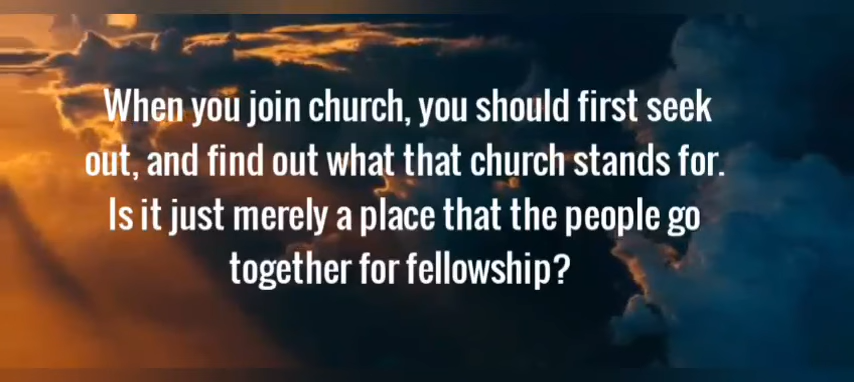 When you join church, you should first seek
out, and find out what that church stands for.
Is it just merely a place that the people go
together for fellowship?